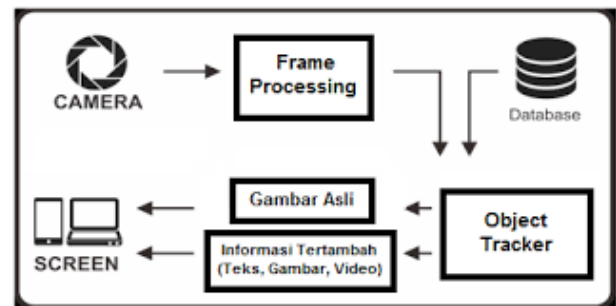 CAMERA
Frame
Processing
Database
Gambar Asli
Informasi Tertambah
(Teks, Gambar, Video)
Object
Tracker
SCREEN